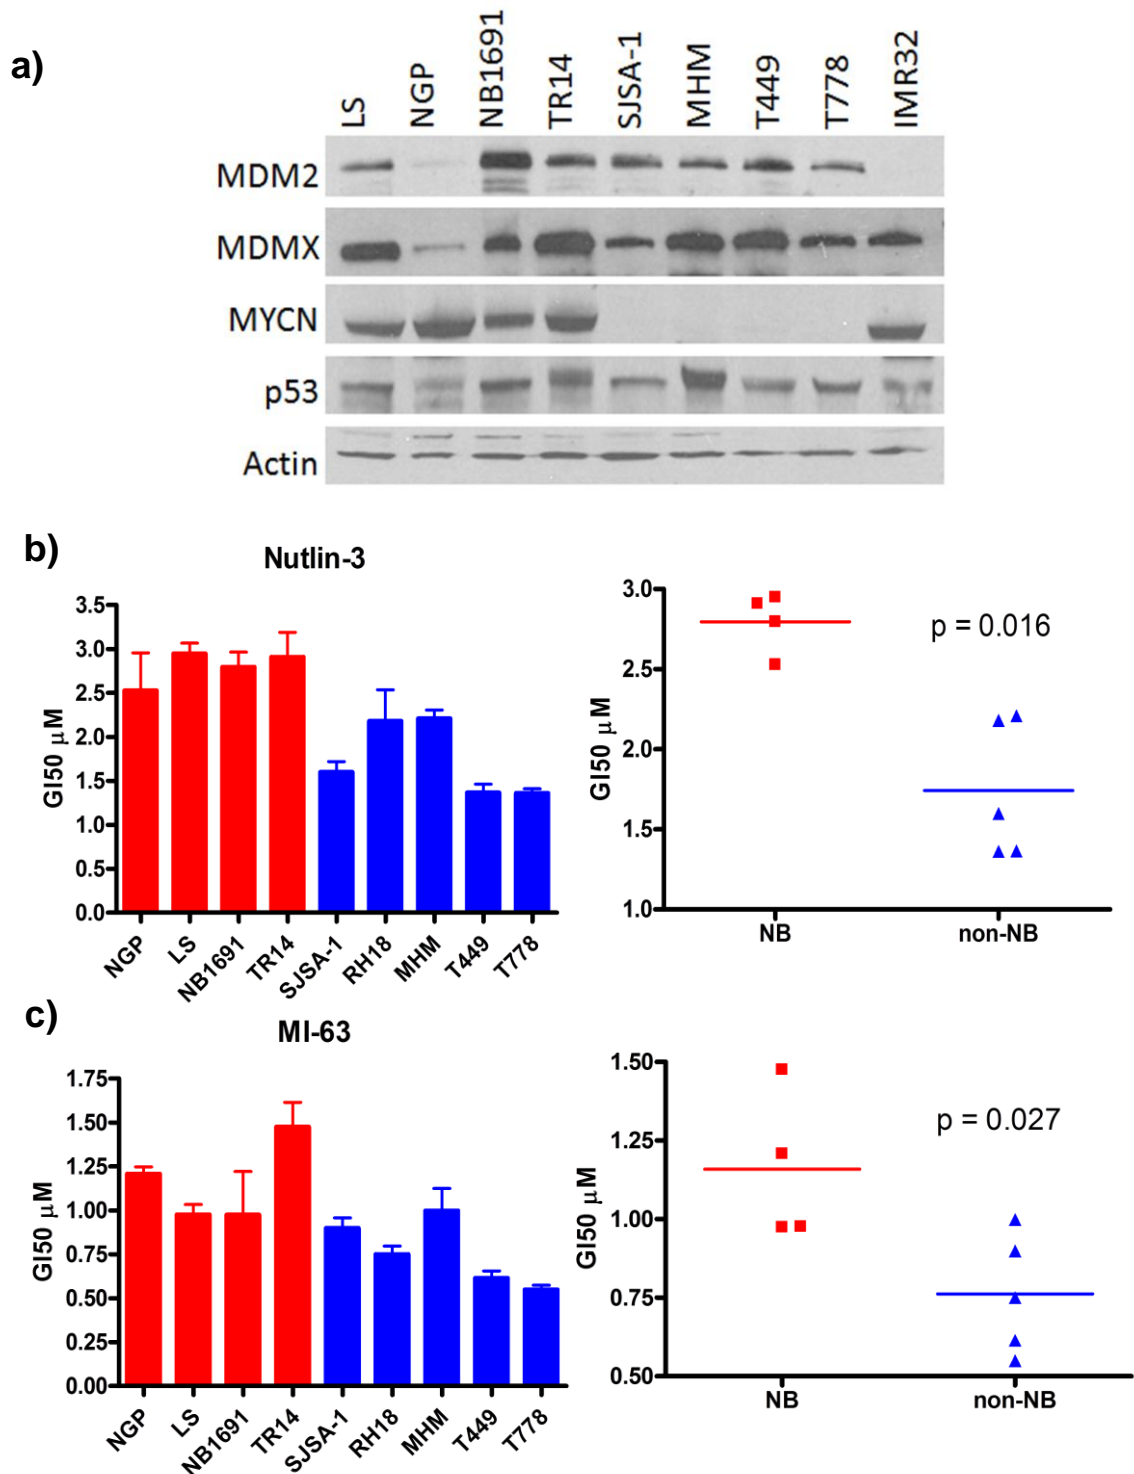 a)
LS NGP NB1691 TR14 SJSA-1 MHM T449 T778 IMR32
MDM2
MDMX
MYCN
p53
Actin
b)
Nutlin-3
GI50 μM
3.5
3.0
2.5
2.0
1.5
1.0
0.5
0.0
NGP LS NB1691 TR14 SJSA-1 RH18 MHM T449 T778
GI50 μM
3.0
2.5
2.0
1.5
1.0
p = 0.016
NB non-NB
c)
MI-63
GI50 μM
1.75
1.50
1.25
1.00
0.75
0.50
0.25
0.00
NGP LS NB1691 TR14 SJSA-1 RH18 MHM T449 T778
GI50 μM
1.50
1.25
1.00
0.75
0.50
p = 0.027
NB non-NB